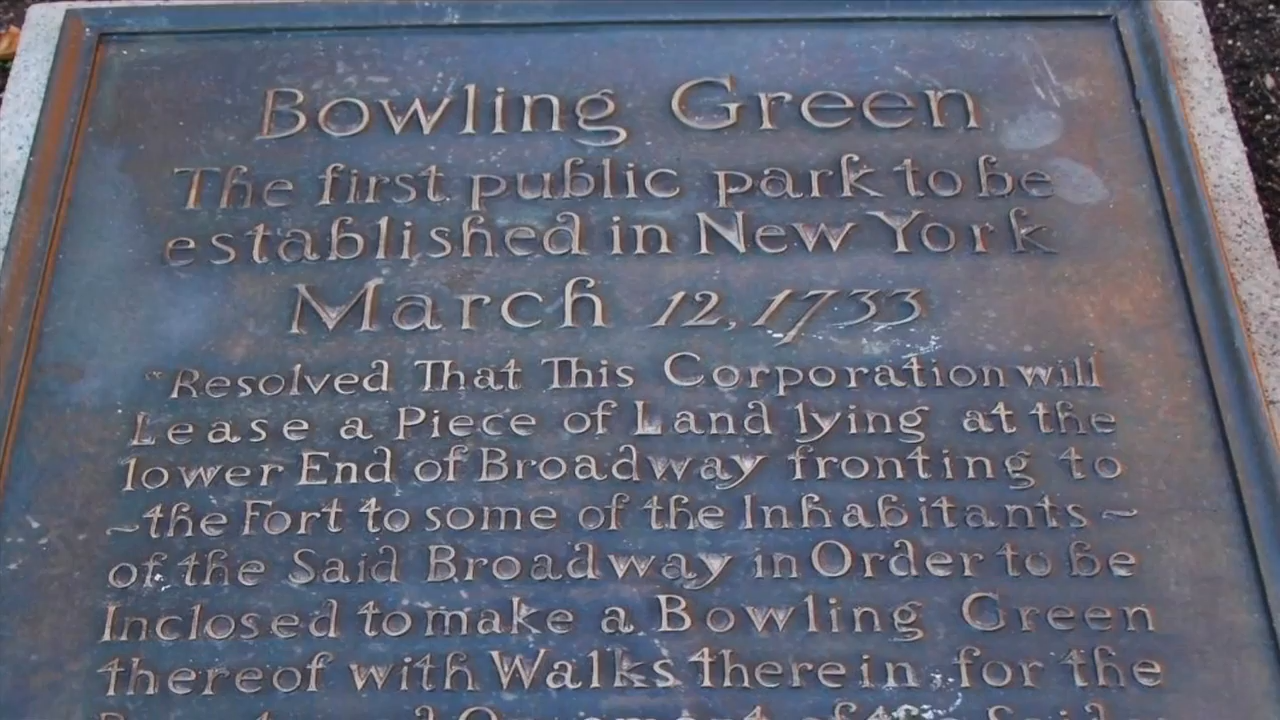 Bowling Green
The first public park to be
established in New York
March 12, 1733
"Resolved That This Corporation will
Lease a Piece of Land lying at the
lower End of Broadway fronting to
~the Fort to some of the Inhabitants~
of the Said Broadway in Order to be
Inclosed to make a Bowling Green
thereof with Walks therein for the
of the Said